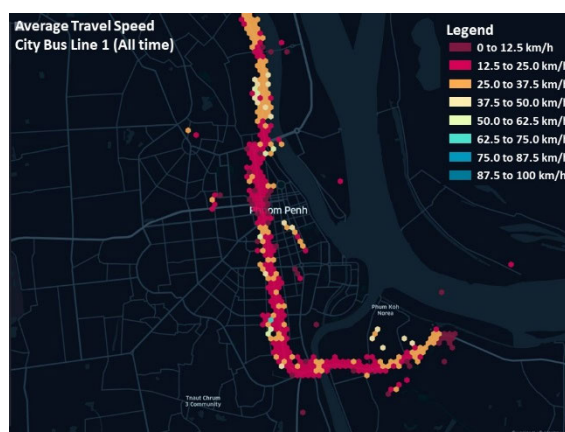 Average Travel Speed
City Bus Line 1 (All time)
Legend
0 to 12.5 km/h
12.5 to 25.0 km/h
25.0 to 37.5 km/h
37.5 to 50.0 km/h
50.0 to 62.5 km/h
62.5 to 75.0 km/h
75.0 to 87.5 km/h
87.5 to 100 km/h
Phnom Penh
Phum Koh
Norea
Tnaut Chrum
3 Community